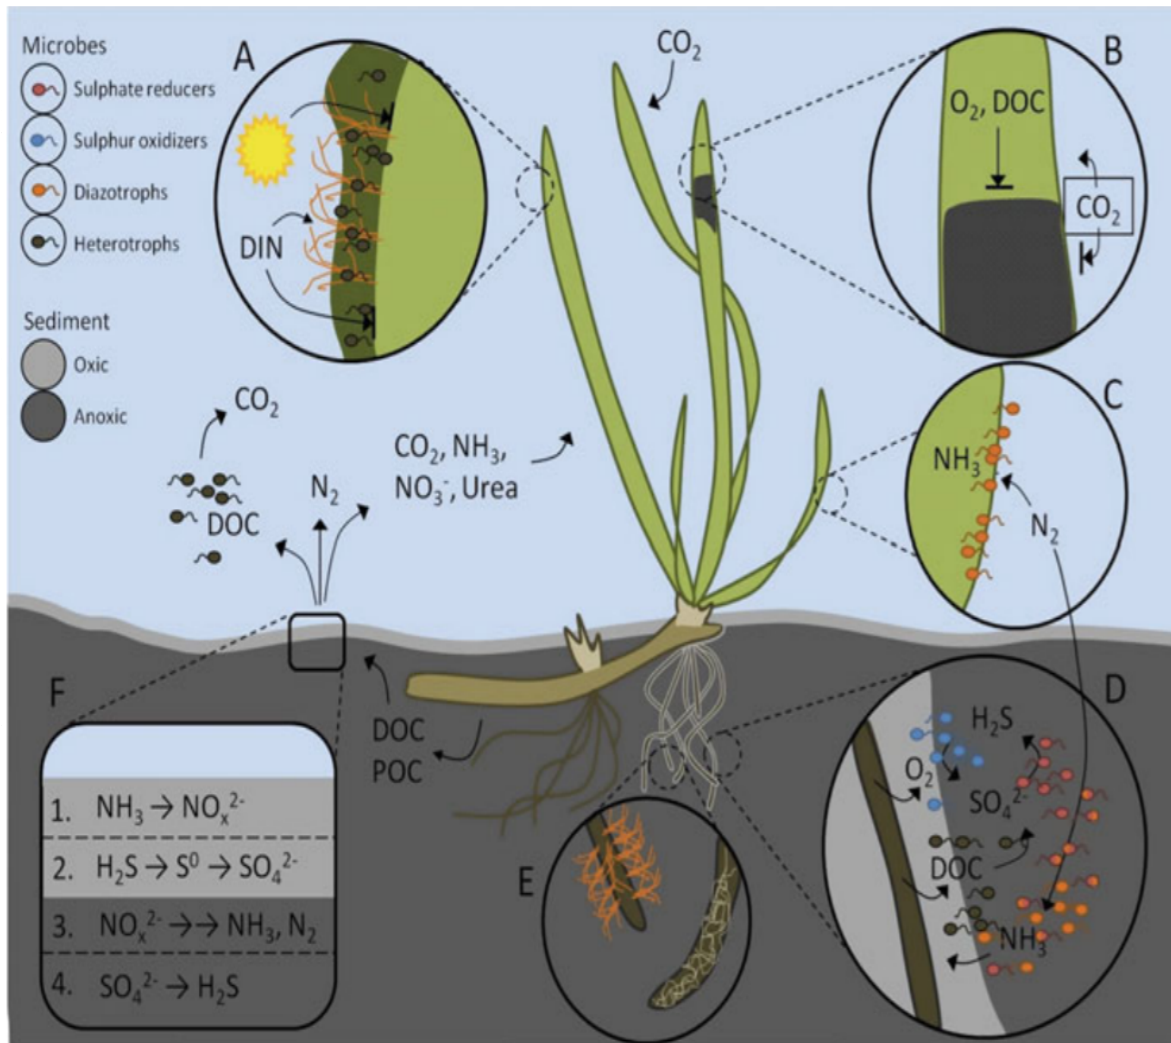 Microbes
Sulphate reducers
Sulphur oxidizers
Diazotrophs
Heterotrophs
Sediment
Oxic
Anoxic
A
DIN
CO₂
B
O₂, DOC
CO₂
C
NH₃
N₂
CO₂
DOC
N₂
CO₂, NH₃,
NO₃⁻, Urea
DOC
POC
D
H₂S
O₂
SO₄²⁻
DOC
NH₃
E
F
1. NH₃ → NOₓ²⁻
2. H₂S → S⁰ → SO₄²⁻
3. NOₓ²⁻ →→ NH₃, N₂
4. SO₄²⁻ → H₂S